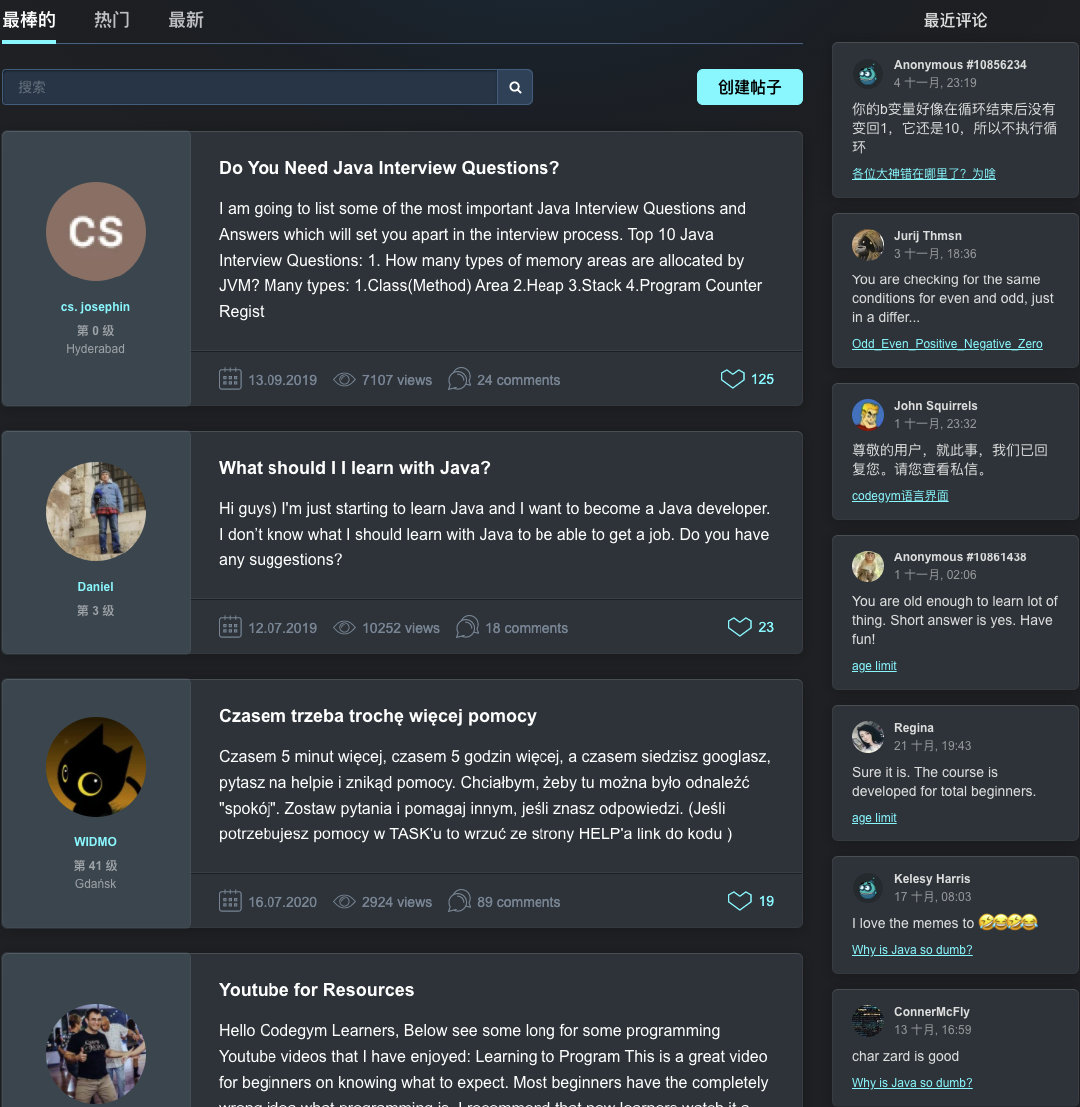 最棒的 热门 最新
搜索
创建帖子
CS
cs. josephin
第 0 级
Hyderabad
Do You Need Java Interview Questions?
I am going to list some of the most important Java Interview Questions and
Answers which will set you apart in the interview process. Top 10 Java
Interview Questions: 1. How many types of memory areas are allocated by
JVM? Many types: 1.Class(Method) Area 2.Heap 3.Stack 4.Program Counter
Regist
13.09.2019 7107 views 24 comments 125
Daniel
第 3 级
What should I l learn with Java?
Hi guys) I'm just starting to learn Java and I want to become a Java developer.
I don’t know what I should learn with Java to be able to get a job. Do you have
any suggestions?
12.07.2019 10252 views 18 comments 23
WIDMO
第 41 级
Gdańsk
Czasem trzeba trochę więcej pomocy
Czasem 5 minut więcej, czasem 5 godzin więcej, a czasem siedzisz googlasz,
pytasz na helpie i znikąd pomocy. Chciałbym, żeby tu można było odnaleźć
"spokój". Zostaw pytania i pomagaj innym, jeśli znasz odpowiedzi. (Jeśli
potrzebujesz pomocy w TASK'u to wrzuć ze strony HELP'a link do kodu )
16.07.2020 2924 views 89 comments 19
Youtube for Resources
Hello Codegym Learners, Below see some long for some programming
Youtube videos that I have enjoyed: Learning to Program This is a great video
for beginners on knowing what to expect. Most beginners have the completely
wrong idea what programming is. I recommend that new learners watch it a
最近评论
Anonymous #10856234
4 十一月, 23:19
你的b变量好像在循环结束后没有
变回1，它还是10，所以不执行循
环
各位大神错在哪里了？为啥
Jurij Thmsn
3 十一月, 18:36
You are checking for the same
conditions for even and odd, just
in a differ...
Odd_Even_Positive_Negative_Zero
John Squirrels
1 十一月, 23:32
尊敬的用户，就此事，我们已回
复您。请您查看私信。
codegym语言界面
Anonymous #10861438
1 十一月, 02:06
You are old enough to learn lot of
thing. Short answer is yes. Have
fun!
age limit
Regina
21 十月, 19:43
Sure it is. The course is
developed for total beginners.
age limit
Kelesy Harris
17 十月, 08:03
I love the memes to 🤣😂🤣😂
Why is Java so dumb?
ConnerMcFly
13 十月, 16:59
char zard is good
Why is Java so dumb?